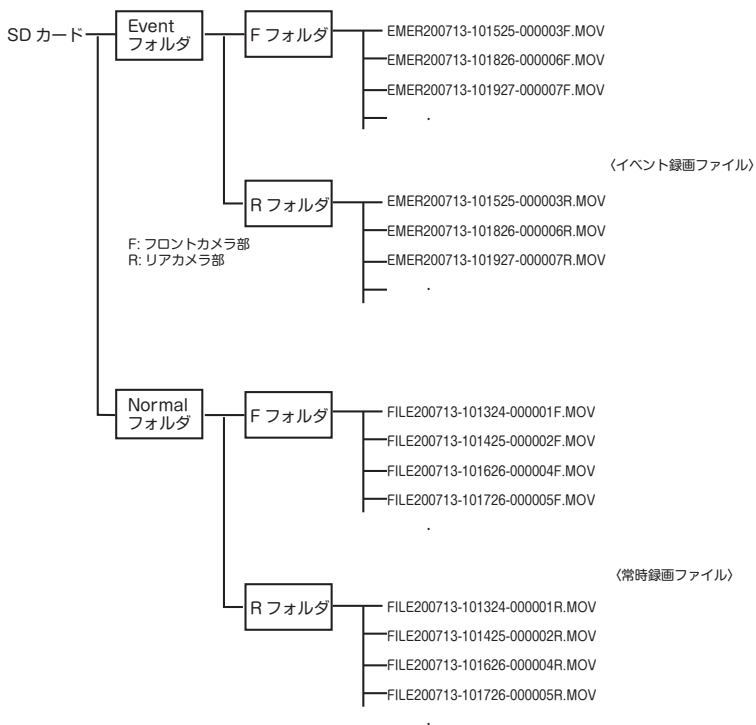 SD カード
Event
フォルダ
F フォルダ
EMER200713-101525-000003F.MOV
EMER200713-101826-000006F.MOV
EMER200713-101927-000007F.MOV
.
〈イベント録画ファイル〉
R フォルダ
EMER200713-101525-000003R.MOV
EMER200713-101826-000006R.MOV
EMER200713-101927-000007R.MOV
.
F: フロントカメラ部
R: リアカメラ部
Normal
フォルダ
F フォルダ
FILE200713-101324-000001F.MOV
FILE200713-101425-000002F.MOV
FILE200713-101626-000004F.MOV
FILE200713-101726-000005F.MOV
.
〈常時録画ファイル〉
R フォルダ
FILE200713-101324-000001R.MOV
FILE200713-101425-000002R.MOV
FILE200713-101626-000004R.MOV
FILE200713-101726-000005R.MOV
.